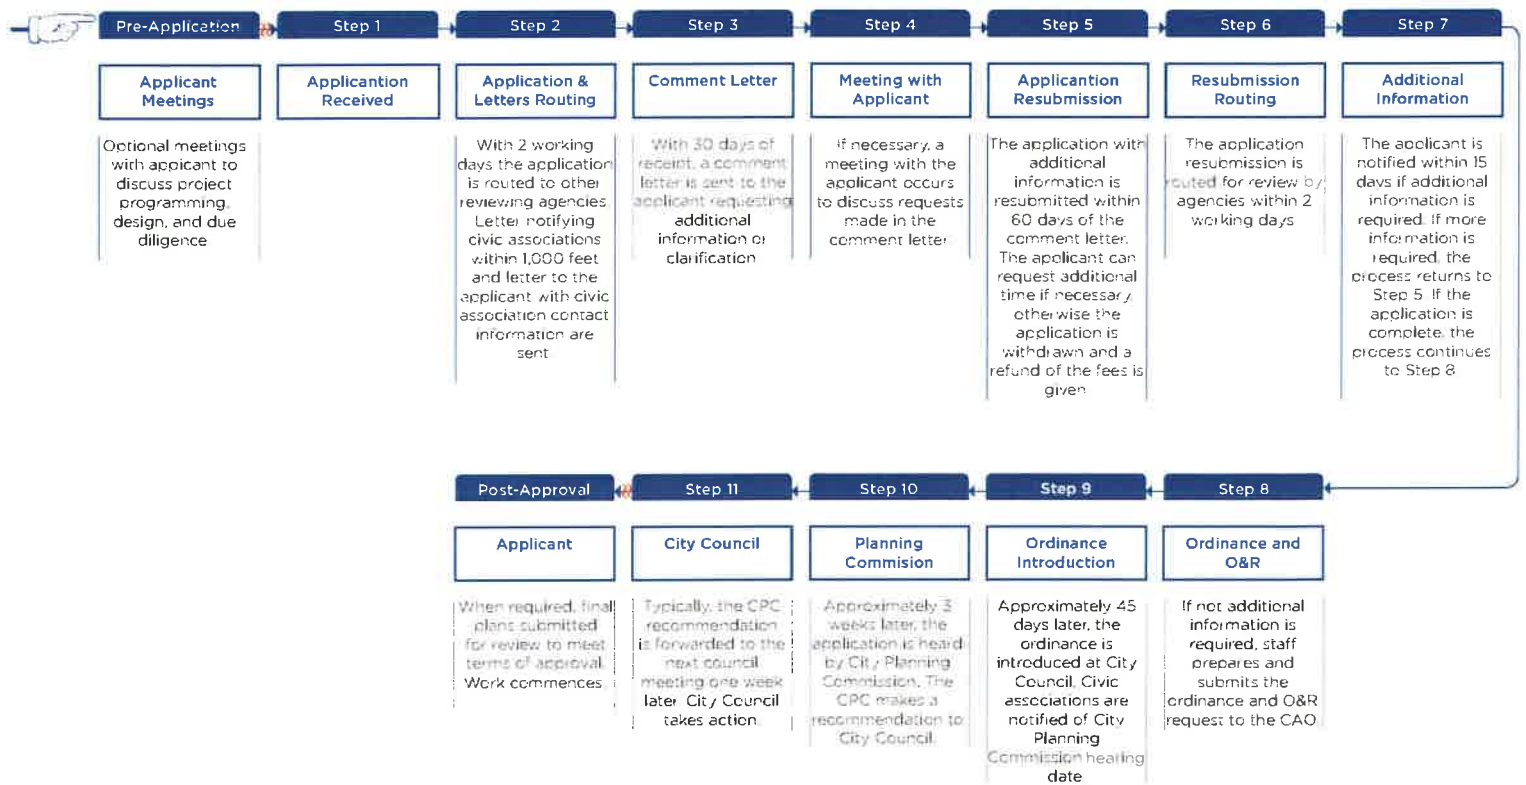 Pre-Application
Applicant
Meetings
Optional meetings
with appicant to
discuss project
programming,
design, and due
diligence
Step 1
Applicantion
Received
Step 2
Application &
Letters Routing
With 2 working
days the application
is routed to other
reviewing agencies
Letter notifying
civic associations
within 1,000 feet
and letter to the
applicant with civic
association contact
information are
sent
Step 3
Comment Letter
With 30 days of
receipt, a comment
letter is sent to the
applicant requesting
additional
information or
clarification
Step 4
Meeting with
Applicant
If necessary, a
meeting with the
applicant occurs
to discuss requests
made in the
comment letter
Step 5
Applicantion
Resubmission
The application with
additional
information is
resubmitted within
60 days of the
comment letter.
The applicant can
request additional
time if necessary,
otherwise the
application is
withdrawn and a
refund of the fees is
given
Step 6
Resubmission
Routing
The application
resubmission is
routed for review by
agencies within 2
working days
Step 7
Additional
Information
The applicant is
notified within 15
days if additional
information is
required. If more
information is
required, the
process returns to
Step 5. If the
application is
complete, the
process continues
to Step 8
Step 8
Ordinance and
O&R
If not additional
information is
required, staff
prepares and
submits the
ordinance and O&R
request to the CAO
Step 9
Ordinance
Introduction
Approximately 45
days later, the
ordinance is
introduced at City
Council. Civic
associations are
notified of City
Planning
Commission hearing
date
Step 10
Planning
Commision
Approximately 3
weeks later, the
application is heard
by City Planning
Commission. The
CPC makes a
recommendation to
City Council.
Step 11
City Council
Typically, the CPC
recommendation
is forwarded to the
next council
meeting one week
later. City Council
takes action.
Post-Approval
Applicant
When required, final
plans submitted
for review to meet
terms of approval.
Work commences.